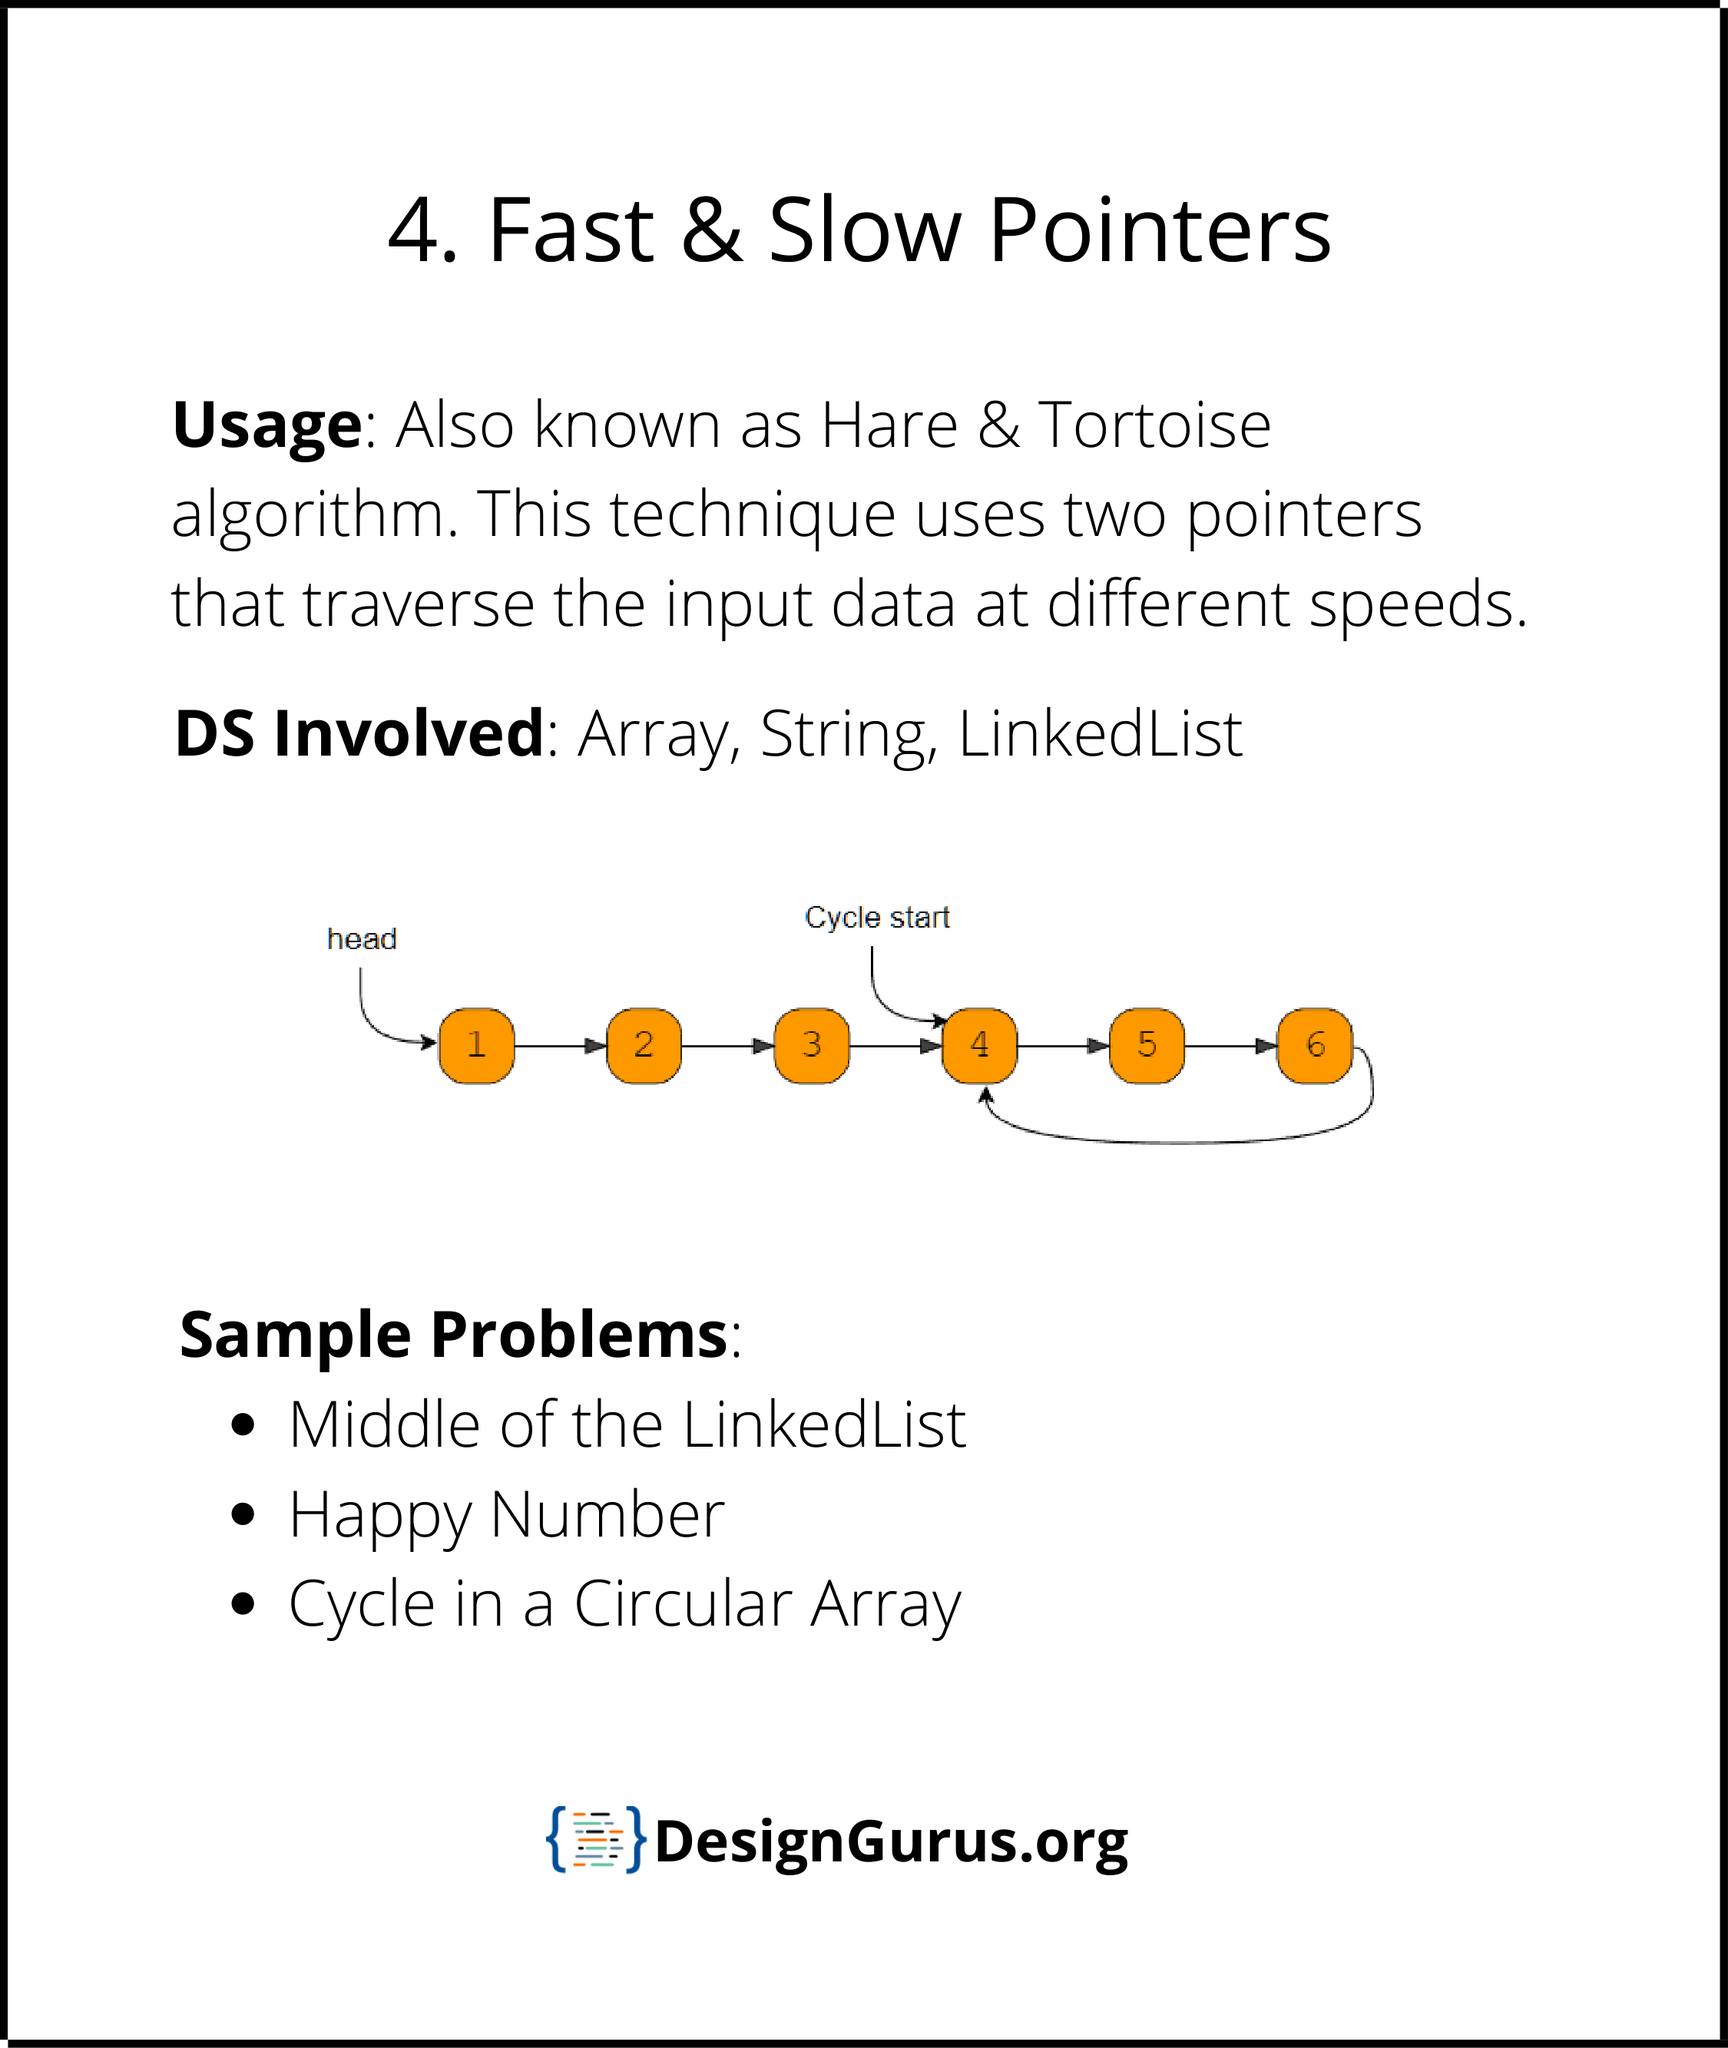 4. Fast & Slow Pointers
Usage: Also known as Hare & Tortoise
algorithm. This technique uses two pointers
that traverse the input data at different speeds.
DS Involved: Array, String, LinkedList
head
Cycle start
1 2 3 4 5 6
Sample Problems:
• Middle of the LinkedList
• Happy Number
• Cycle in a Circular Array
DesignGurus.org